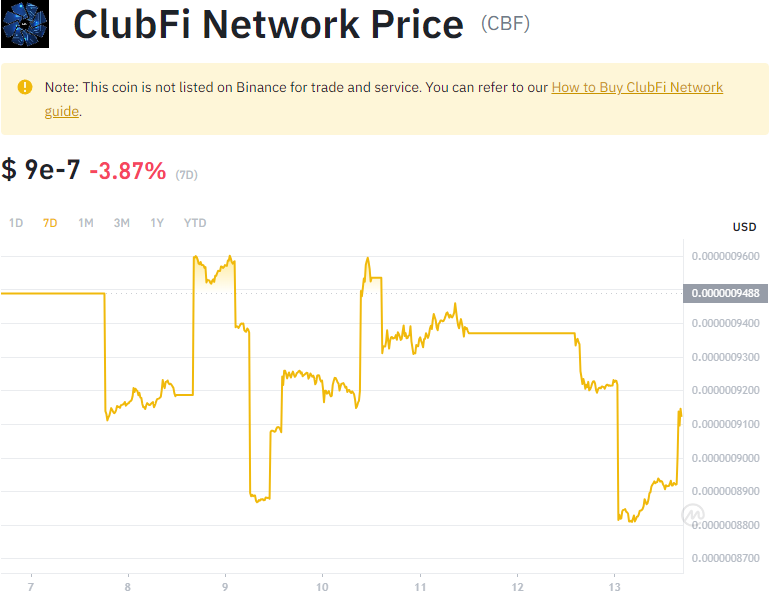 ClubFi Network Price (CBF)
Note: This coin is not listed on Binance for trade and service. You can refer to our How to Buy ClubFi Network
guide.
$ 9e-7 -3.87% (7D)
1D 7D 1M 3M 1Y YTD
USD
0.0000009600
0.0000009488
0.0000009400
0.0000009300
0.0000009200
0.0000009100
0.0000009000
0.0000008900
0.0000008800
0.0000008700
7 8 9 10 11 12 13